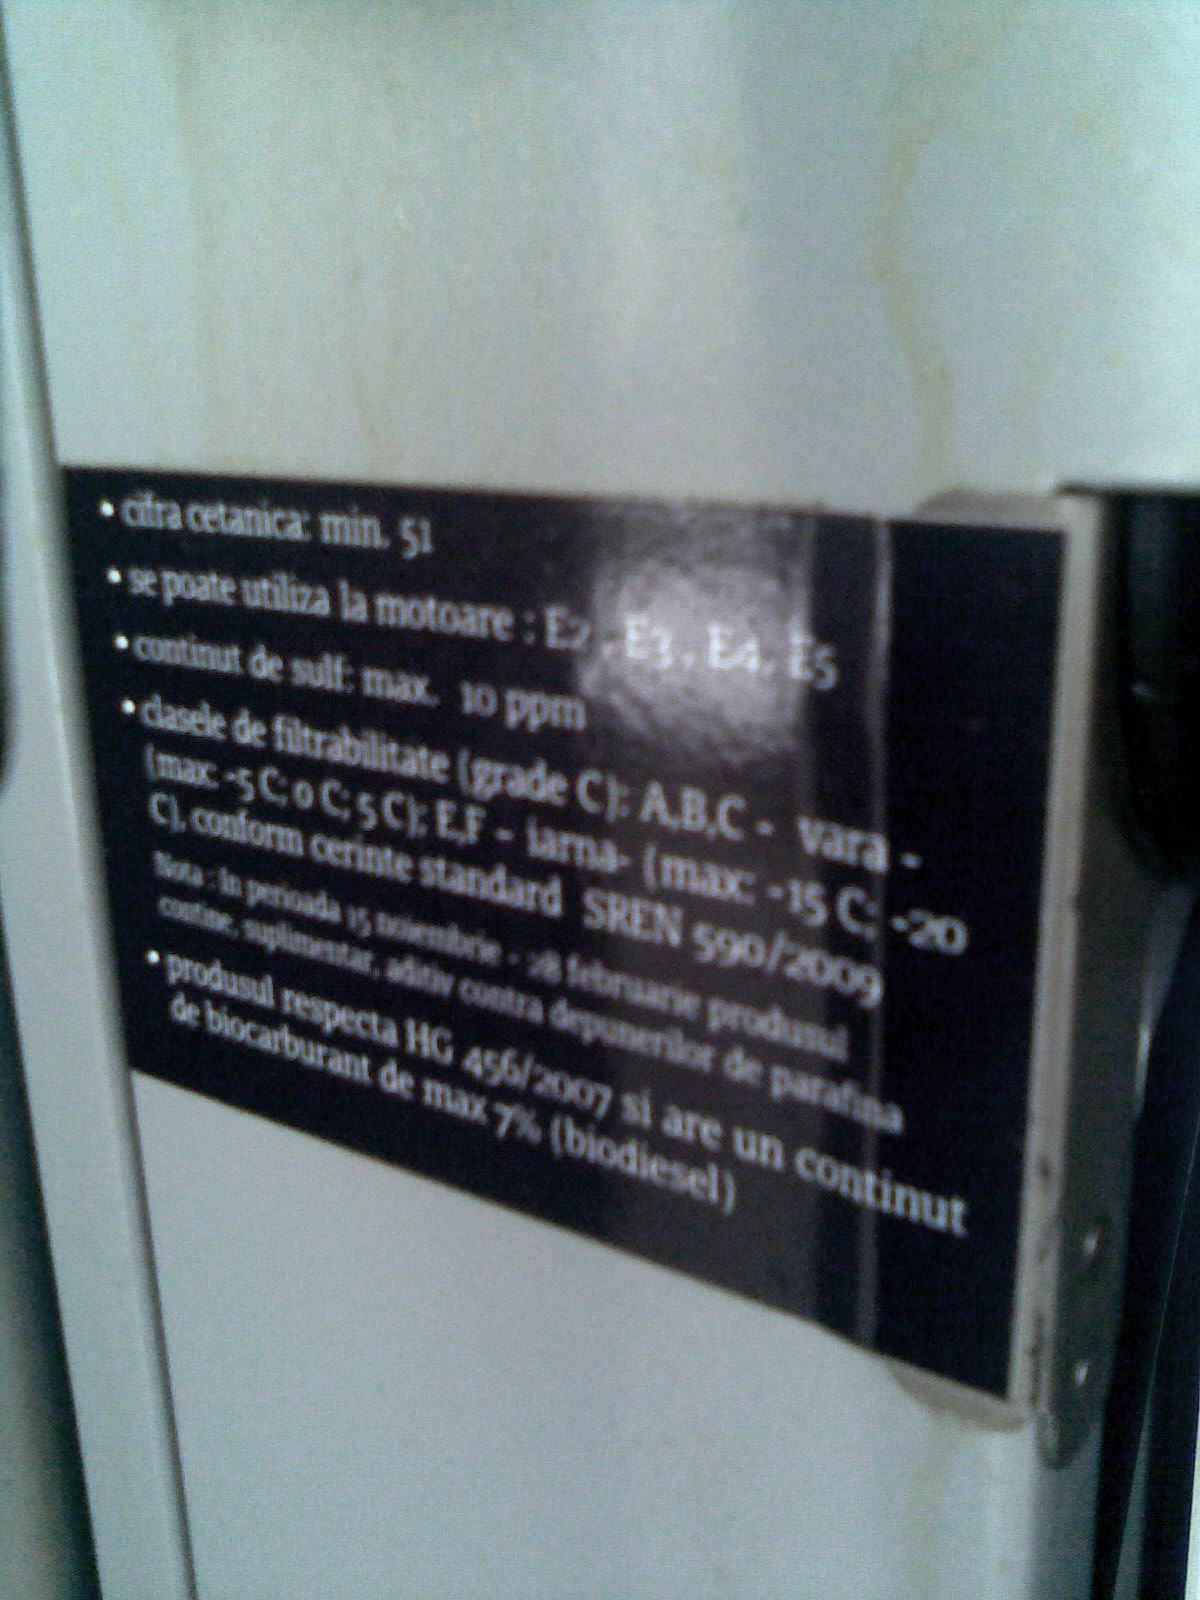 • cifra cetanica: min. 51
• se poate utiliza la motoare : E2 , E3 , E4, E5
• continut de sulf: max. 10 ppm
• clasele de filtrabilitate (grade C): A,B,C - vara -
(max: -5 C; 0 C; 5 C); E,F - iarna- (max: -15 C; -20
C), conform cerinte standard SREN 590/2009
Nota : In perioada 15 noiembrie - 28 februarie produsul
contine, suplimentar, aditiv contra depunerilor de parafina
• produsul respecta HG 456/2007 si are un continut
de biocarburant de max 7% (biodiesel)